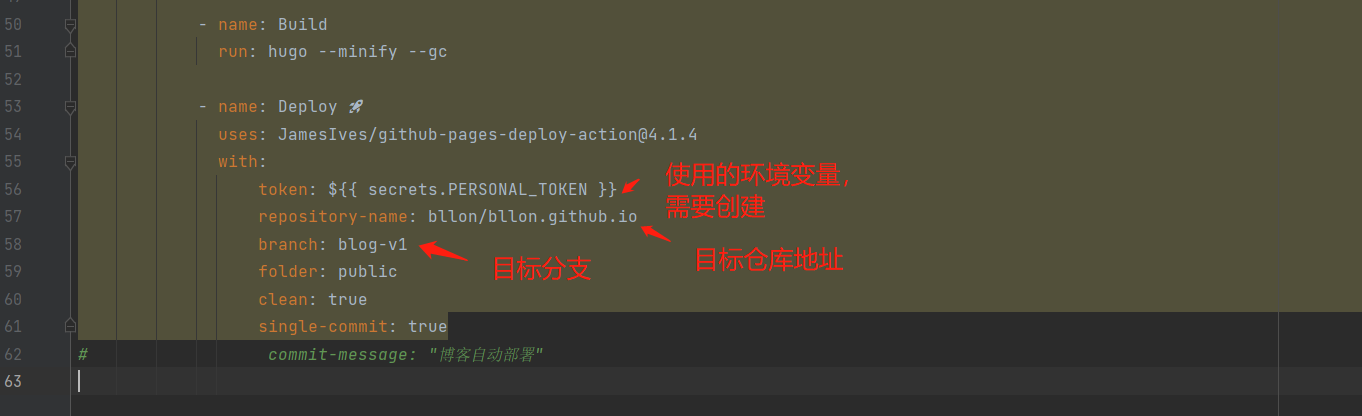 50 - name: Build
51 run: hugo --minify --gc
52
53 - name: Deploy 🚀
54 uses: JamesIves/github-pages-deploy-action@4.1.4
55 with:
56 token: ${{ secrets.PERSONAL_TOKEN }}
使用的环境变量，
需要创建
57 repository-name: bllon/bllon.github.io
目标仓库地址
58 branch: blog-v1
目标分支
59 folder: public
60 clean: true
61 single-commit: true
62 # commit-message: "博客自动部署"
63